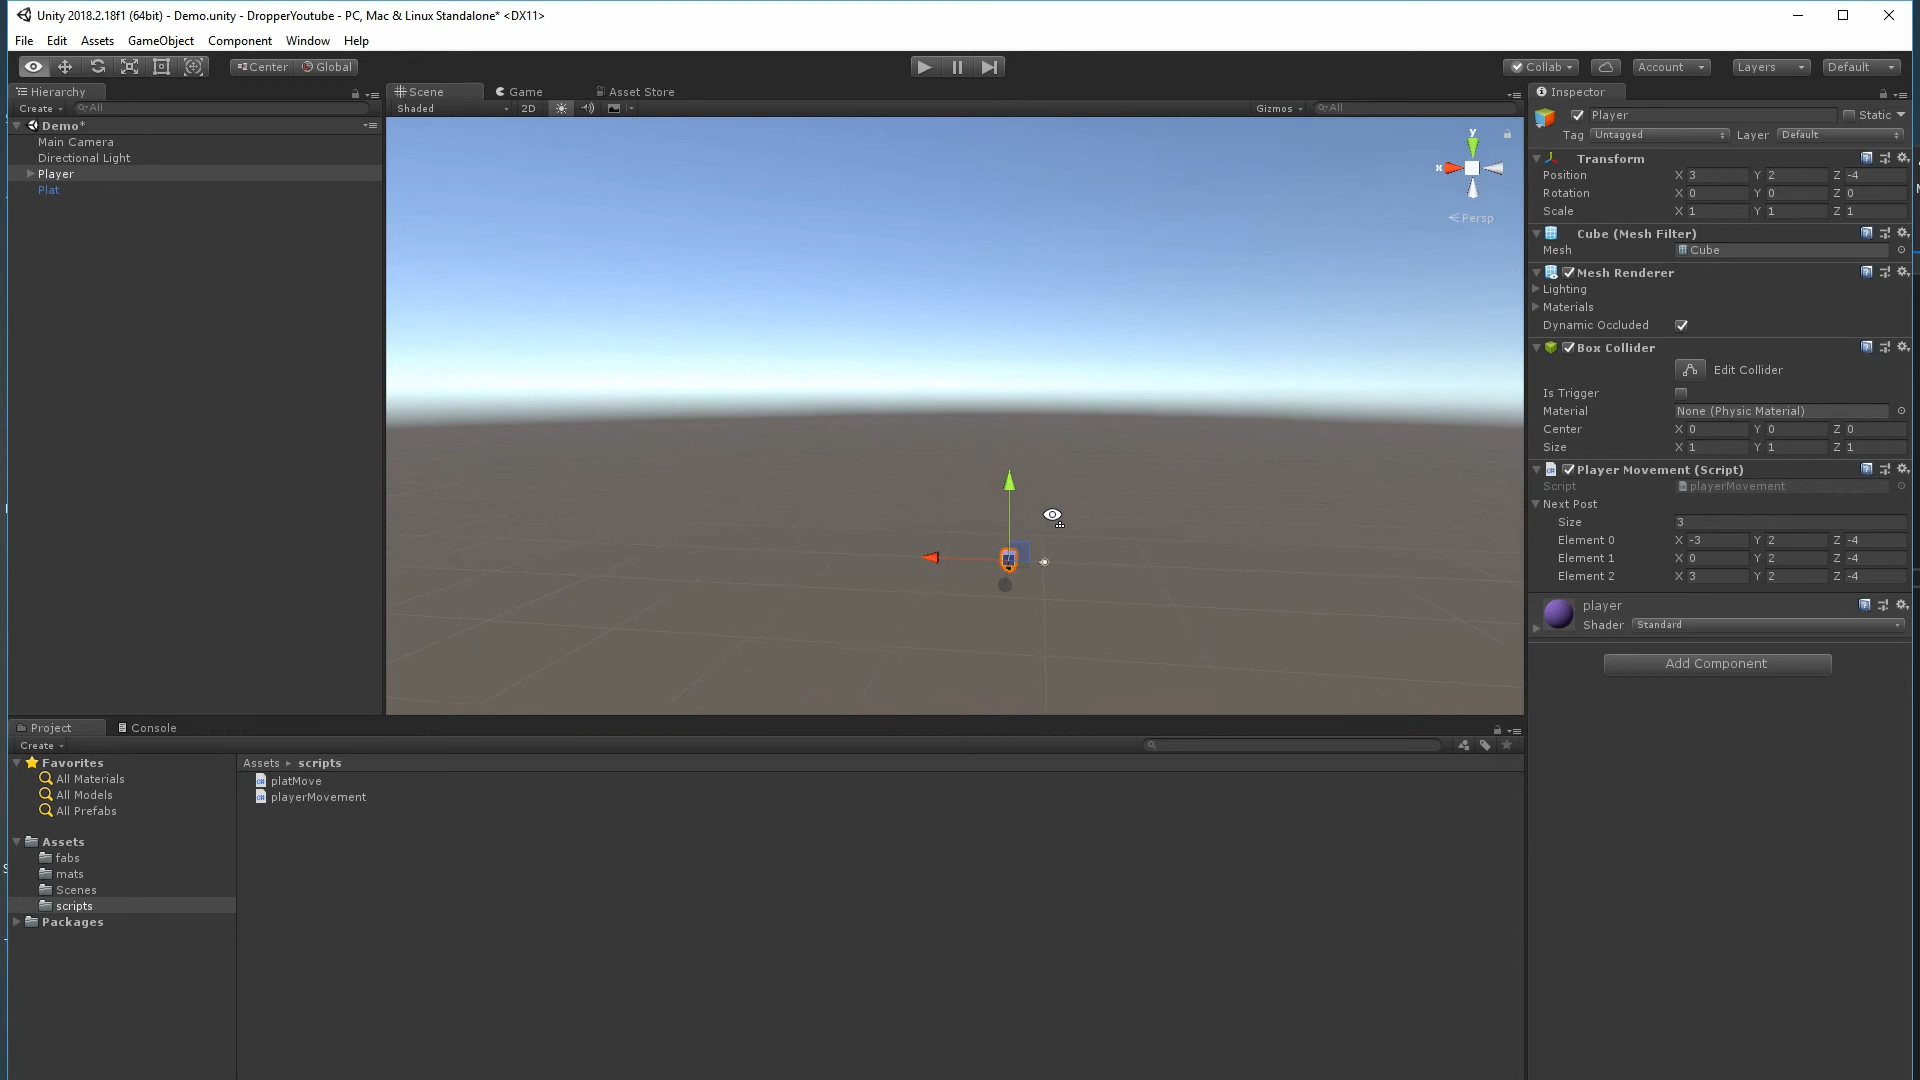 Unity 2018.2.18f1 (64bit) - Demo.unity - DropperYoutube - PC, Mac & Linux Standalone* <DX11>
File Edit Assets GameObject Component Window Help
Center Global Collab Account Layers Default
Hierarchy
Create All
Demo*
Main Camera
Directional Light
Player
Plat
Scene Game Asset Store
Shaded 2D Gizmos All
y
x
Persp
Inspector
Player Static
Tag Untagged Layer Default
Transform
Position X 3 Y 2 Z -4
Rotation X 0 Y 0 Z 0
Scale X 1 Y 1 Z 1
Cube (Mesh Filter)
Mesh Cube
Mesh Renderer
Lighting
Materials
Dynamic Occluded
Box Collider
Edit Collider
Is Trigger
Material None (Physic Material)
Center X 0 Y 0 Z 0
Size X 1 Y 1 Z 1
Player Movement (Script)
Script playerMovement
Next Post
Size 3
Element 0 X -3 Y 2 Z -4
Element 1 X 0 Y 2 Z -4
Element 2 X 3 Y 2 Z -4
player
Shader Standard
Add Component
Project Console
Create
Favorites
All Materials
All Models
All Prefabs
Assets
fabs
mats
Scenes
scripts
Packages
Assets scripts
platMove
playerMovement